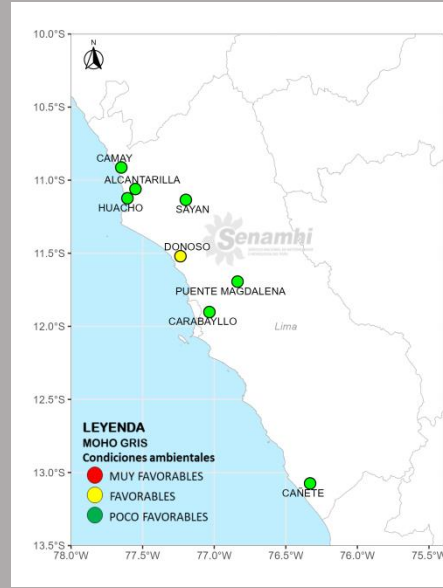 10.0°S
N
10.5°S
CAMAY
11.0°S
ALCANTARILLA
HUACHO
SAYAN
Senamhi
DONOSO
11.5°S
PUENTE MAGDALENA
CARABAYLLO
Lima
12.0°S
12.5°S
LEYENDA
MOHO GRIS
Condiciones ambientales
MUY FAVORABLES
FAVORABLES
POCO FAVORABLES
13.0°S
CAÑETE
13.5°S
78.0°W 77.5°W 77.0°W 76.5°W 76.0°W 75.5°W